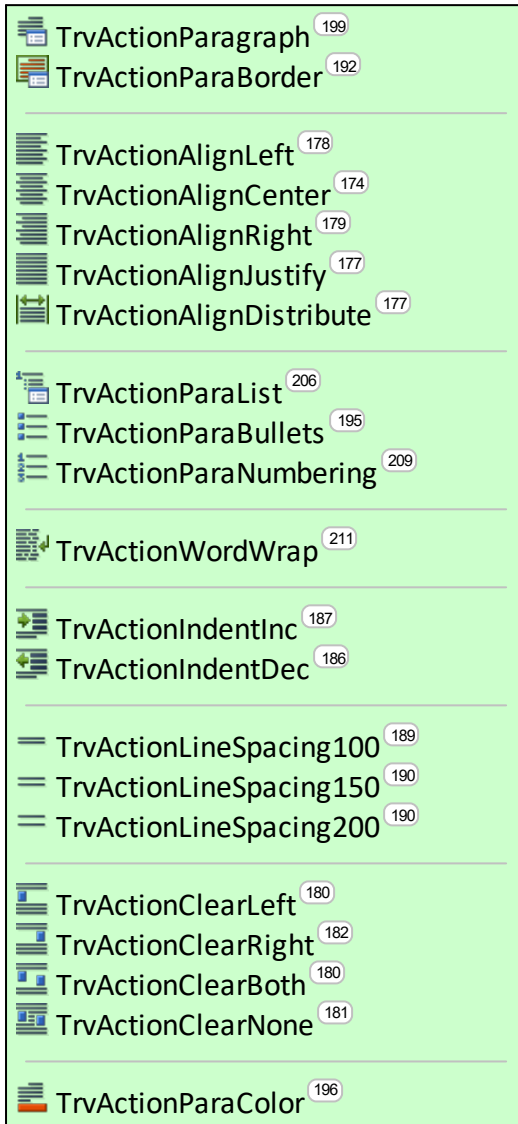 TrvActionParagraph 199
TrvActionParaBorder 192
TrvActionAlignLeft 178
TrvActionAlignCenter 174
TrvActionAlignRight 179
TrvActionAlignJustify 177
TrvActionAlignDistribute 177
TrvActionParaList 206
TrvActionParaBullets 195
TrvActionParaNumbering 209
TrvActionWordWrap 211
TrvActionIndentInc 187
TrvActionIndentDec 186
TrvActionLineSpacing100 189
TrvActionLineSpacing150 190
TrvActionLineSpacing200 190
TrvActionClearLeft 180
TrvActionClearRight 182
TrvActionClearBoth 180
TrvActionClearNone 181
TrvActionParaColor 196